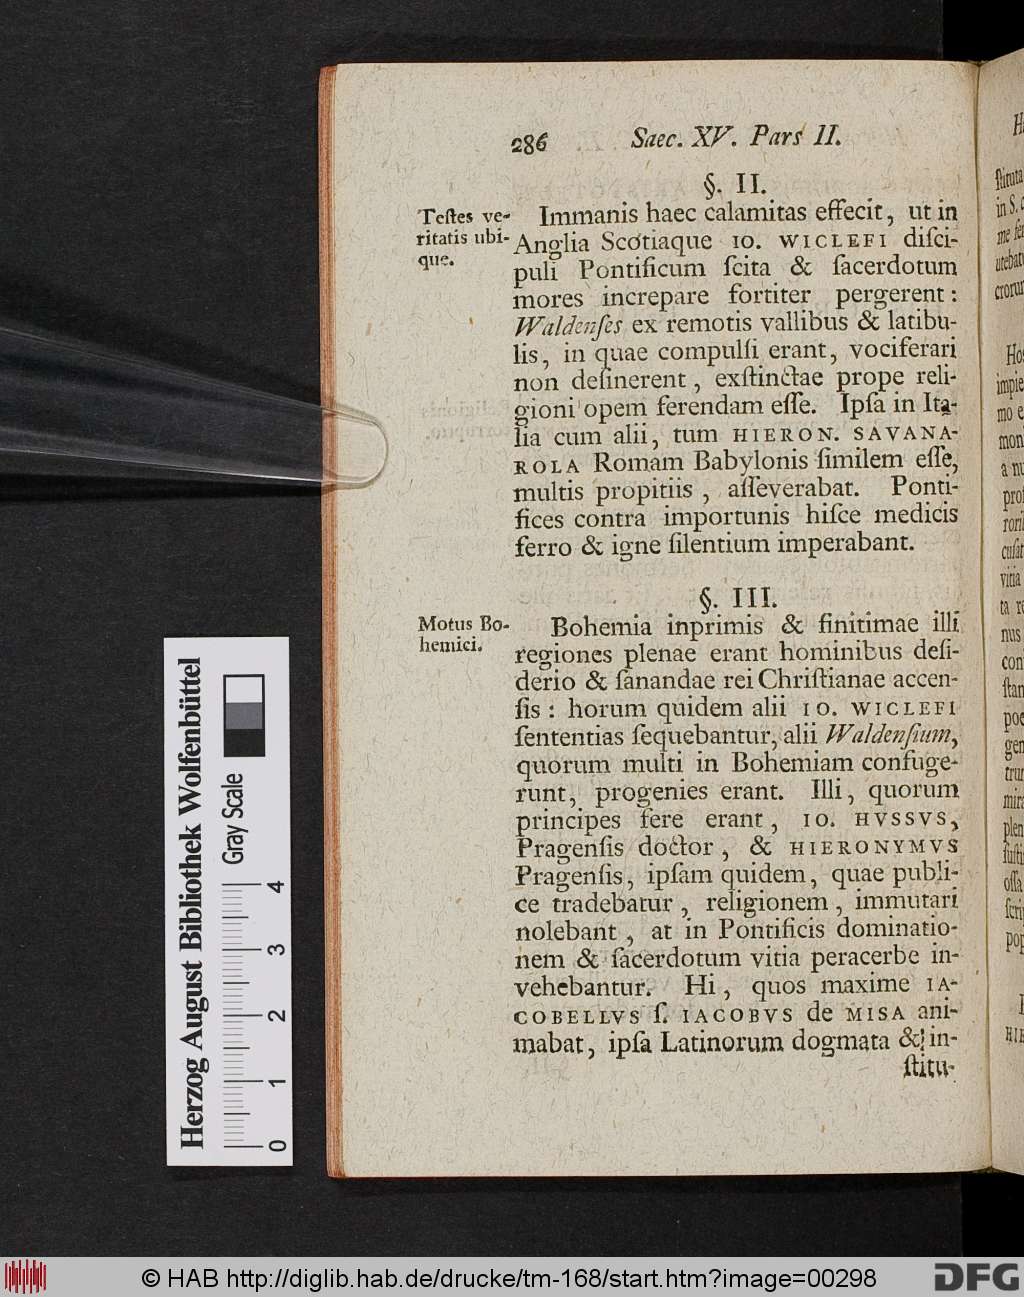 286 Saec. XV. Pars II.
§. II.
Teſtes ve-
ritatis ubi-
que.
Immanis haec calamitas effecit, ut in
Anglia Scotiaque IO. WICLEFI diſci-
puli Pontificum ſcita & ſacerdotum
mores increpare fortiter pergerent:
Waldenſes ex remotis vallibus & latibu-
lis, in quae compulſi erant, vociferari
non deſinerent, exſtinctae prope reli-
gioni opem ferendam eſſe. Ipſa in Ita-
lia cum alii, tum HIERON. SAVANA-
ROLA Romam Babylonis ſimilem eſſe,
multis propitiis, aſſeverabat. Ponti-
fices contra importunis hiſce medicis
ferro & igne ſilentium imperabant.
§. III.
Motus Bo-
hemici.
Bohemia inprimis & finitimae illi
regiones plenae erant hominibus deſi-
derio & ſanandae rei Chriſtianae accen-
ſis: horum quidem alii IO. WICLEFI
ſententias ſequebantur, alii Waldenſium,
quorum multi in Bohemiam confuge-
runt, progenies erant. Illi, quorum
principes fere erant, IO. HVSSVS,
Pragenſis doctor, & HIERONYMVS
Pragenſis, ipſam quidem, quae publi-
ce tradebatur, religionem, immutari
nolebant, at in Pontificis dominatio-
nem & ſacerdotum vitia peracerbe in-
vehebantur. Hi, quos maxime IA-
COBELLVS ſ. IACOBVS de MISA ani-
mabat, ipſa Latinorum dogmata & in-
ſtitu-
Herzog August Bibliothek Wolfenbüttel
Gray Scale
0 1 2 3 4
© HAB http://diglib.hab.de/drucke/tm-168/start.htm?image=00298
DFG